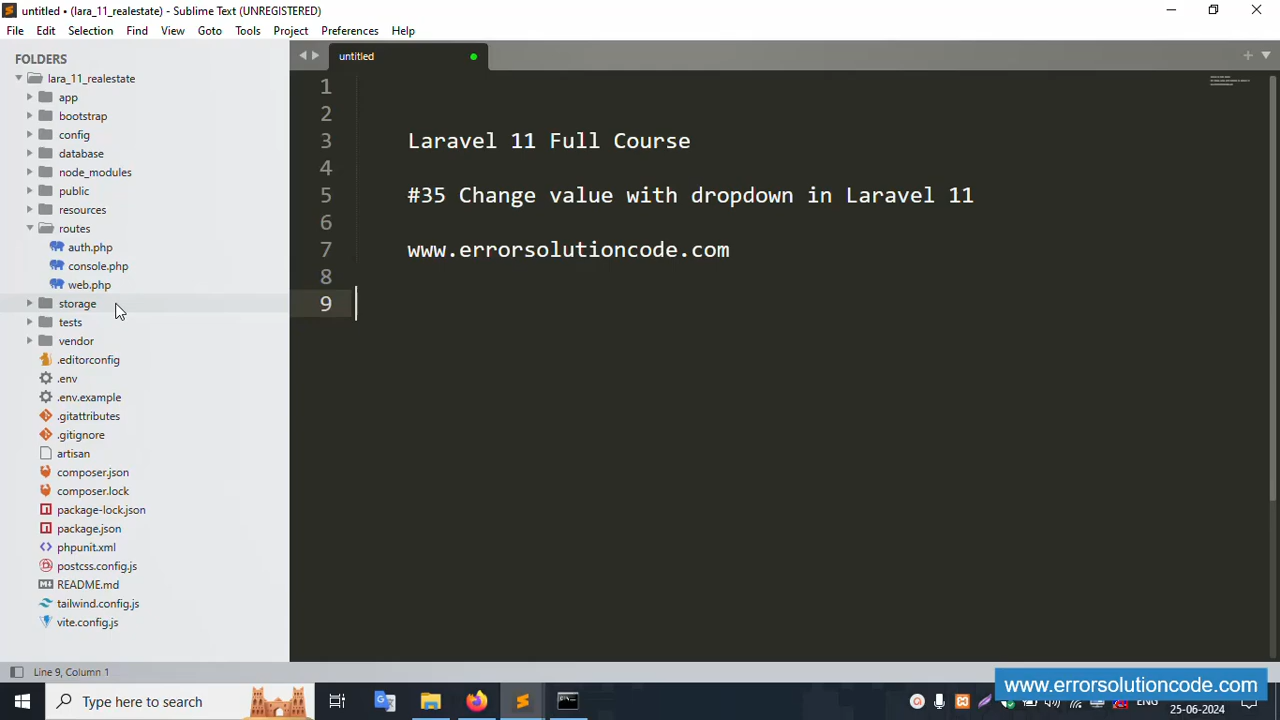 untitled • (lara_11_realestate) - Sublime Text (UNREGISTERED)
File Edit Selection Find View Goto Tools Project Preferences Help
FOLDERS
lara_11_realestate
app
bootstrap
config
database
node_modules
public
resources
routes
auth.php
console.php
web.php
storage
tests
vendor
.editorconfig
.env
.env.example
.gitattributes
.gitignore
artisan
composer.json
composer.lock
package-lock.json
package.json
phpunit.xml
postcss.config.js
README.md
tailwind.config.js
vite.config.js
untitled
1
2
3 Laravel 11 Full Course
4
5 #35 Change value with dropdown in Laravel 11
6
7 www.errorsolutioncode.com
8
9
Line 9, Column 1
Type here to search
ENG
www.errorsolutioncode.com
25-06-2024